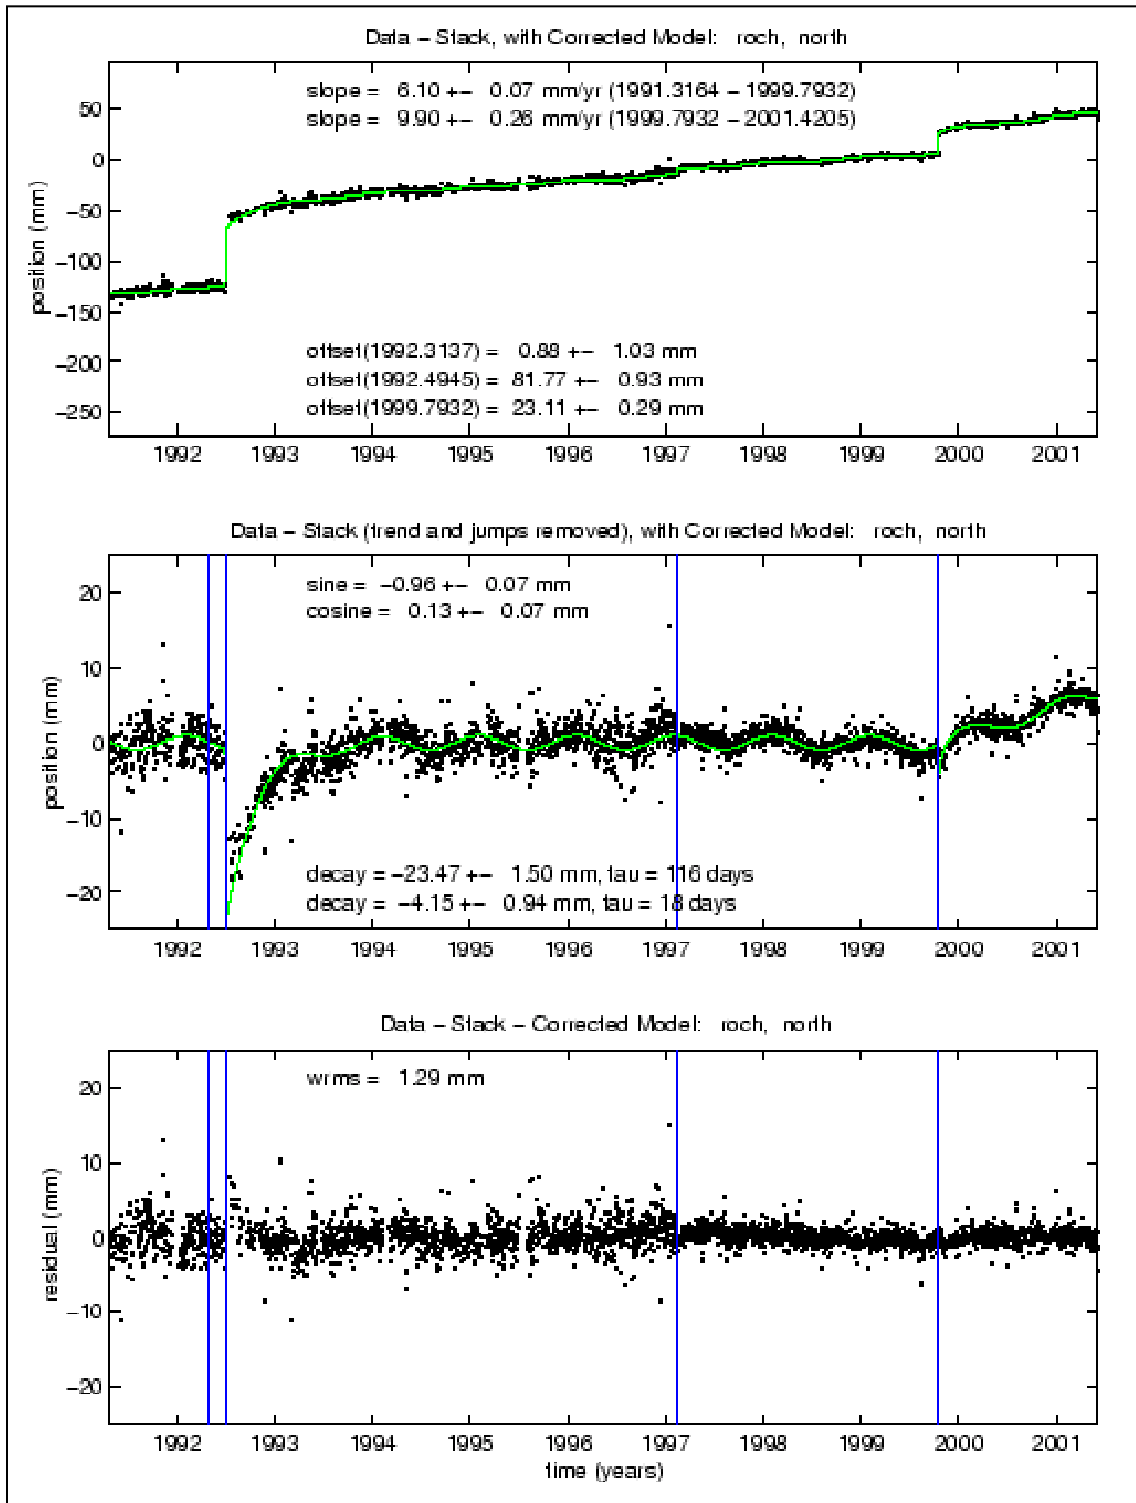 Data – Stack, with Corrected Model: roch, north
slope = 6.10 +– 0.07 mm/yr (1991.3164 – 1999.7932)
slope = 9.90 +– 0.26 mm/yr (1999.7932 – 2001.4205)
50
0
–50
–100
–150
–200
–250
position (mm)
offset(1992.3137) = 0.88 +– 1.03 mm
offset(1992.4945) = 81.77 +– 0.93 mm
offset(1999.7932) = 23.11 +– 0.29 mm
1992 1993 1994 1995 1996 1997 1998 1999 2000 2001
Data – Stack (trend and jumps removed), with Corrected Model: roch, north
sine = –0.96 +– 0.07 mm
cosine = 0.13 +– 0.07 mm
20
10
0
–10
–20
position (mm)
decay = –23.47 +– 1.50 mm, tau = 116 days
decay = –4.15 +– 0.94 mm, tau = 18 days
1992 1993 1994 1995 1996 1997 1998 1999 2000 2001
Data – Stack – Corrected Model: roch, north
wrms = 1.29 mm
20
10
0
–10
–20
residual (mm)
1992 1993 1994 1995 1996 1997 1998 1999 2000 2001
time (years)